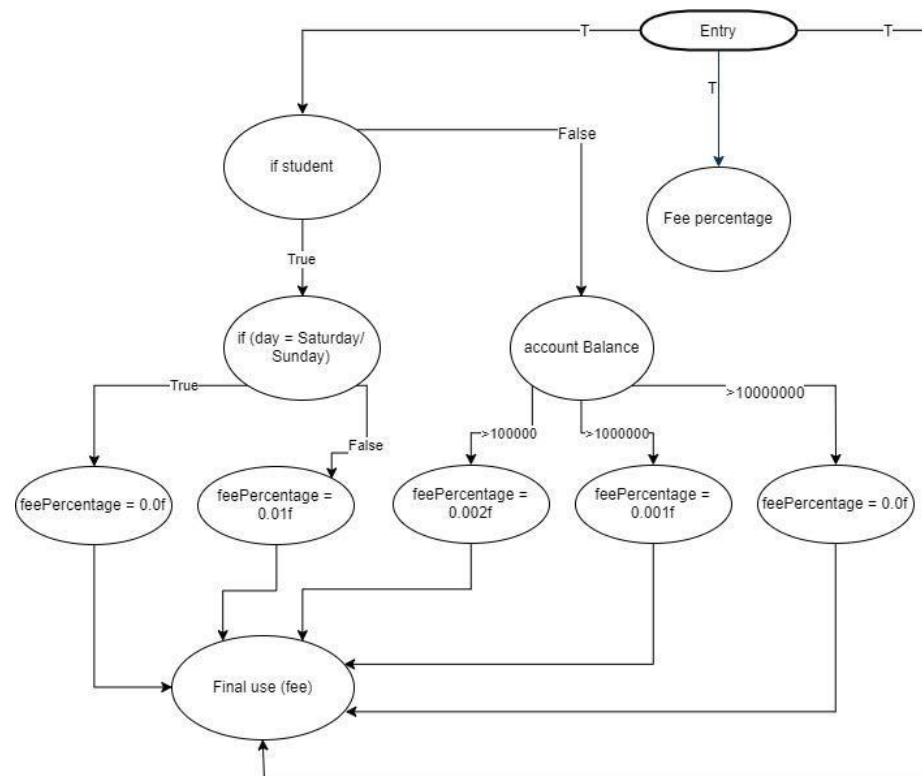 Entry
T
T
T
if student
False
Fee percentage
True
if (day = Saturday/
Sunday)
account Balance
True
>10000000
False
>100000
>1000000
feePercentage = 0.0f
feePercentage =
0.01f
feePercentage =
0.002f
feePercentage =
0.001f
feePercentage = 0.0f
Final use (fee)